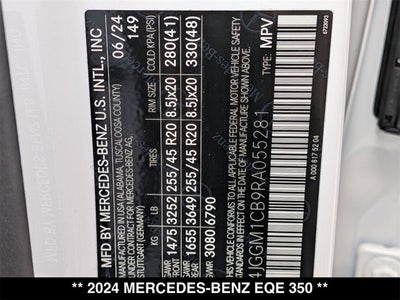 MFD BY MERCEDES-BENZ U.S. INTL., INC
MANUFACTURED IN USA (ALABAMA, TUSCALOOSA COUNTY)
UNDER CONTRACT FOR MERCEDES-BENZ AG,
STUTTGART/GERMANY
06/24
149
KG LB TIRES RIM SIZE COLD KPA(PSI)
1475 3252 255/45 R20 8.5Jx20 280(41)
1655 3649 255/45 R20 8.5Jx20 330(48)
3080 6790
THIS VEHICLE CONFORMS TO ALL APPLICABLE FEDERAL MOTOR VEHICLE SAFETY
STANDARDS IN EFFECT ON THE DATE OF MANUFACTURE SHOWN ABOVE.
4JGGM1CB9RA055281
TYPE: MPV
A 000 817 52 04
** 2024 MERCEDES-BENZ EQE 350 **